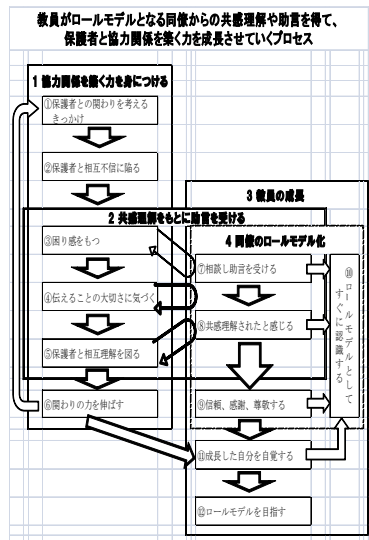 教員がロールモデルとなる同僚からの共感理解や助言を得て、
保護者と協力関係を築く力を成長させていくプロセス
1 協力関係を築く力を身につける
①保護者との関わりを考える
きっかけ
②保護者と相互不信に陥る
3 教員の成長
2 共感理解をもとに助言を受ける
③困り感をもつ
4 同僚のロールモデル化
⑦相談し助言を受ける
④伝えることの大切さに気づく
⑧共感理解されたと感じる
⑤保護者と相互理解を図る
⑩ロールモデルとして
すぐに認識する
⑥関わりの力を伸ばす
⑨信頼、感謝、尊敬する
⑪成長した自分を自覚する
⑫ロールモデルを目指す